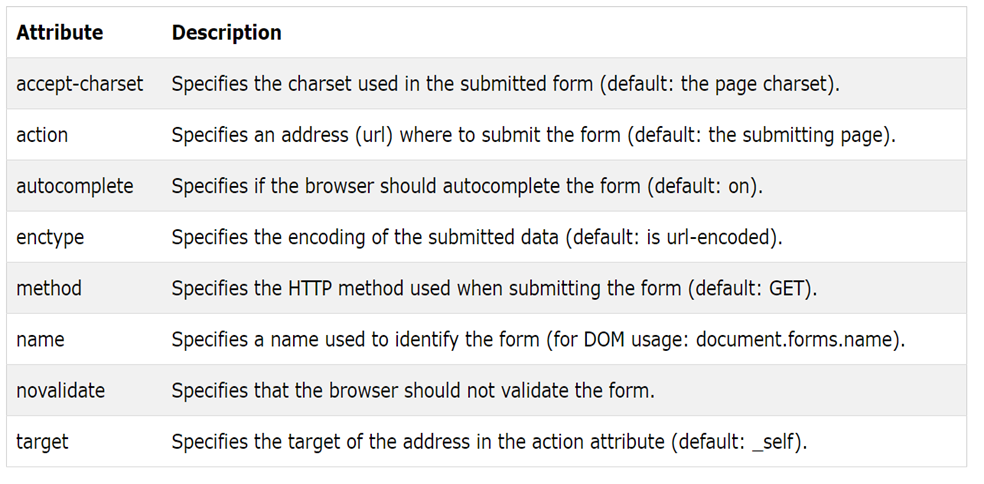 Attribute Description
accept-charset Specifies the charset used in the submitted form (default: the page charset).
action Specifies an address (url) where to submit the form (default: the submitting page).
autocomplete Specifies if the browser should autocomplete the form (default: on).
enctype Specifies the encoding of the submitted data (default: is url-encoded).
method Specifies the HTTP method used when submitting the form (default: GET).
name Specifies a name used to identify the form (for DOM usage: document.forms.name).
novalidate Specifies that the browser should not validate the form.
target Specifies the target of the address in the action attribute (default: _self).